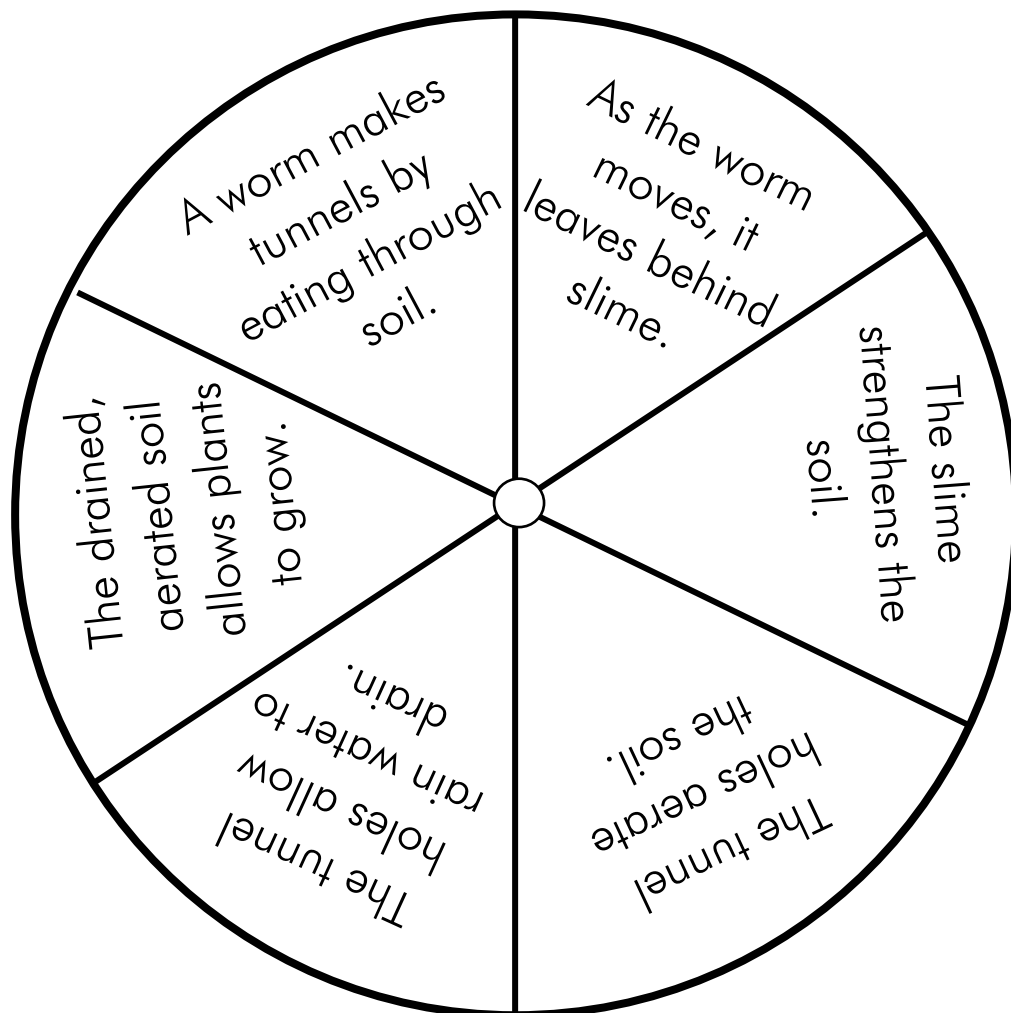 A worm makes
tunnels by
eating through
soil.
As the worm
moves, it
leaves behind
slime.
The slime
strengthens the
soil.
The tunnel
holes aerate
the soil.
The tunnel
holes allow
rain water to
drain.
The drained,
aerated soil
allows plants
to grow.